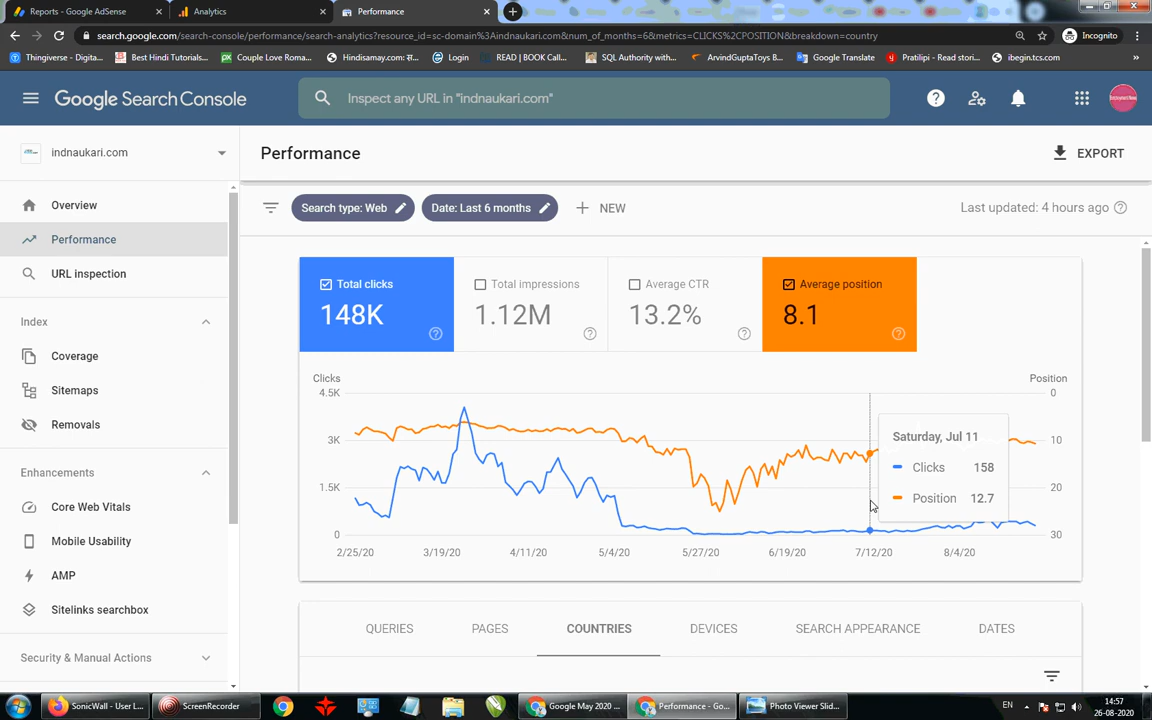 Reports - Google AdSense
Analytics
Performance
search.google.com/search-console/performance/search-analytics?resource_id=sc-domain%3Aindnaukari.com&num_of_months=6&metrics=CLICKS%2CPOSITION&breakdown=country
Incognito
Thingiverse - Digita...
Best Hindi Tutorials...
Couple Love Roma...
Hindisamay.com: स...
Login
READ | BOOK Call...
SQL Authority with...
ArvindGuptaToys B...
Google Translate
Pratilipi - Read stori...
ibegin.tcs.com
»
Google Search Console
Inspect any URL in "indnaukari.com"
indnaukari.com
Performance
EXPORT
Overview
Performance
URL inspection
Index
Coverage
Sitemaps
Removals
Enhancements
Core Web Vitals
Mobile Usability
AMP
Sitelinks searchbox
Security & Manual Actions
Search type: Web
Date: Last 6 months
NEW
Last updated: 4 hours ago
Total clicks
148K
Total impressions
1.12M
Average CTR
13.2%
Average position
8.1
Clicks
Position
4.5K
3K
1.5K
0
0
10
20
30
Saturday, Jul 11
Clicks 158
Position 12.7
2/25/20 3/19/20 4/11/20 5/4/20 5/27/20 6/19/20 7/12/20 8/4/20
QUERIES PAGES COUNTRIES DEVICES SEARCH APPEARANCE DATES
SonicWall - User L...
ScreenRecorder
Google May 2020 ...
Performance - Go...
Photo Viewer Slid...
EN
14:57
26-08-2020